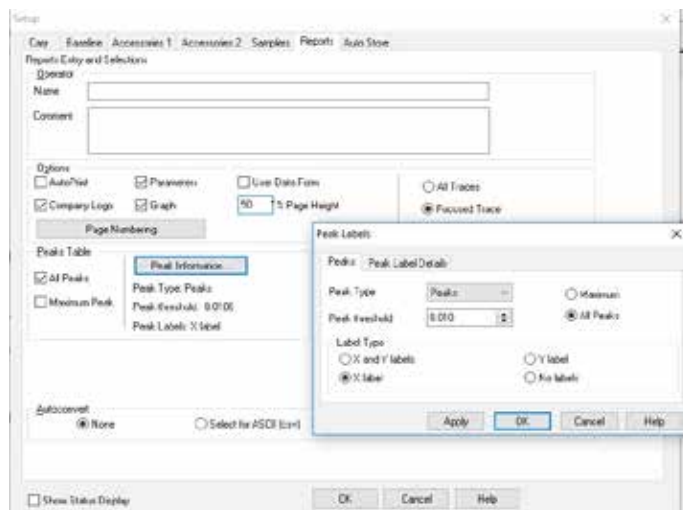 Setup
Cary Baseline Accessories 1 Accessories 2 Samplers Reports Auto Store
Reports Entry and Selections
Operator
Name
Comment
Options
AutoPrint Parameters User Data Form All Traces
Company Logo Graph 50 % Page Height Focused Trace
Page Numbering
Peaks Table
Peak Information...
All Peaks
Peak Type: Peaks
Maximum Peak
Peak threshold: 0.0100
Peak Labels: X label
Autoconvert
None Select for ASCII (csv)
Show Status Display OK Cancel Help
Peak Labels
Peaks Peak Label Details
Peak Type Peaks Maximum
Peak threshold 0.010 All Peaks
Label Type
X and Y labels Y label
X label No labels
Apply OK Cancel Help